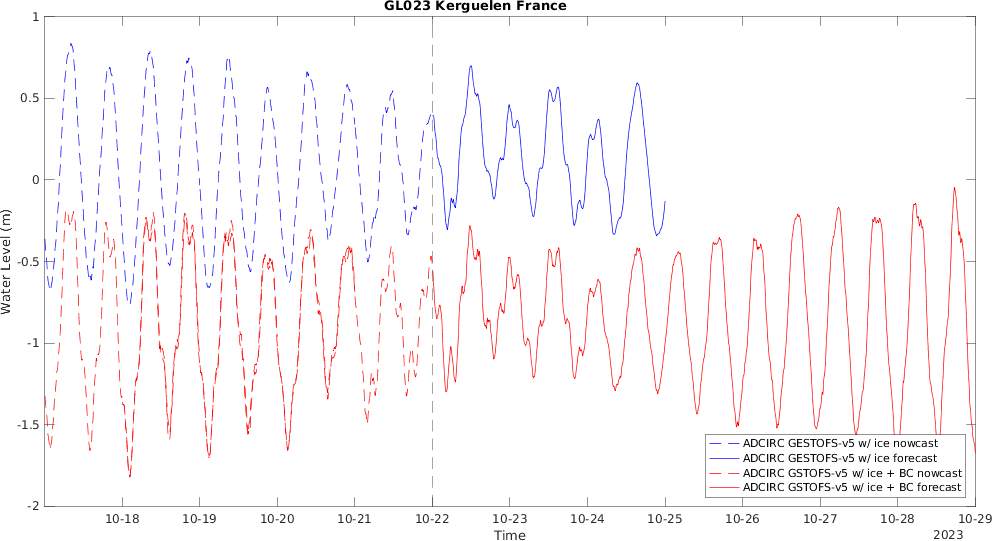 GL023 Kerguelen France
1
0.5
0
-0.5
-1
-1.5
-2
Water Level (m)
ADCIRC GESTOFS-v5 w/ ice nowcast
ADCIRC GESTOFS-v5 w/ ice forecast
ADCIRC GSTOFS-v5 w/ ice + BC nowcast
ADCIRC GSTOFS-v5 w/ ice + BC forecast
10-18 10-19 10-20 10-21 10-22 10-23 10-24 10-25 10-26 10-27 10-28 10-29
Time
2023